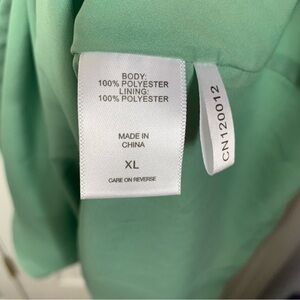 BODY:
100% POLYESTER
LINING:
100% POLYESTER
MADE IN
CHINA
XL
CARE ON REVERSE
CN120012